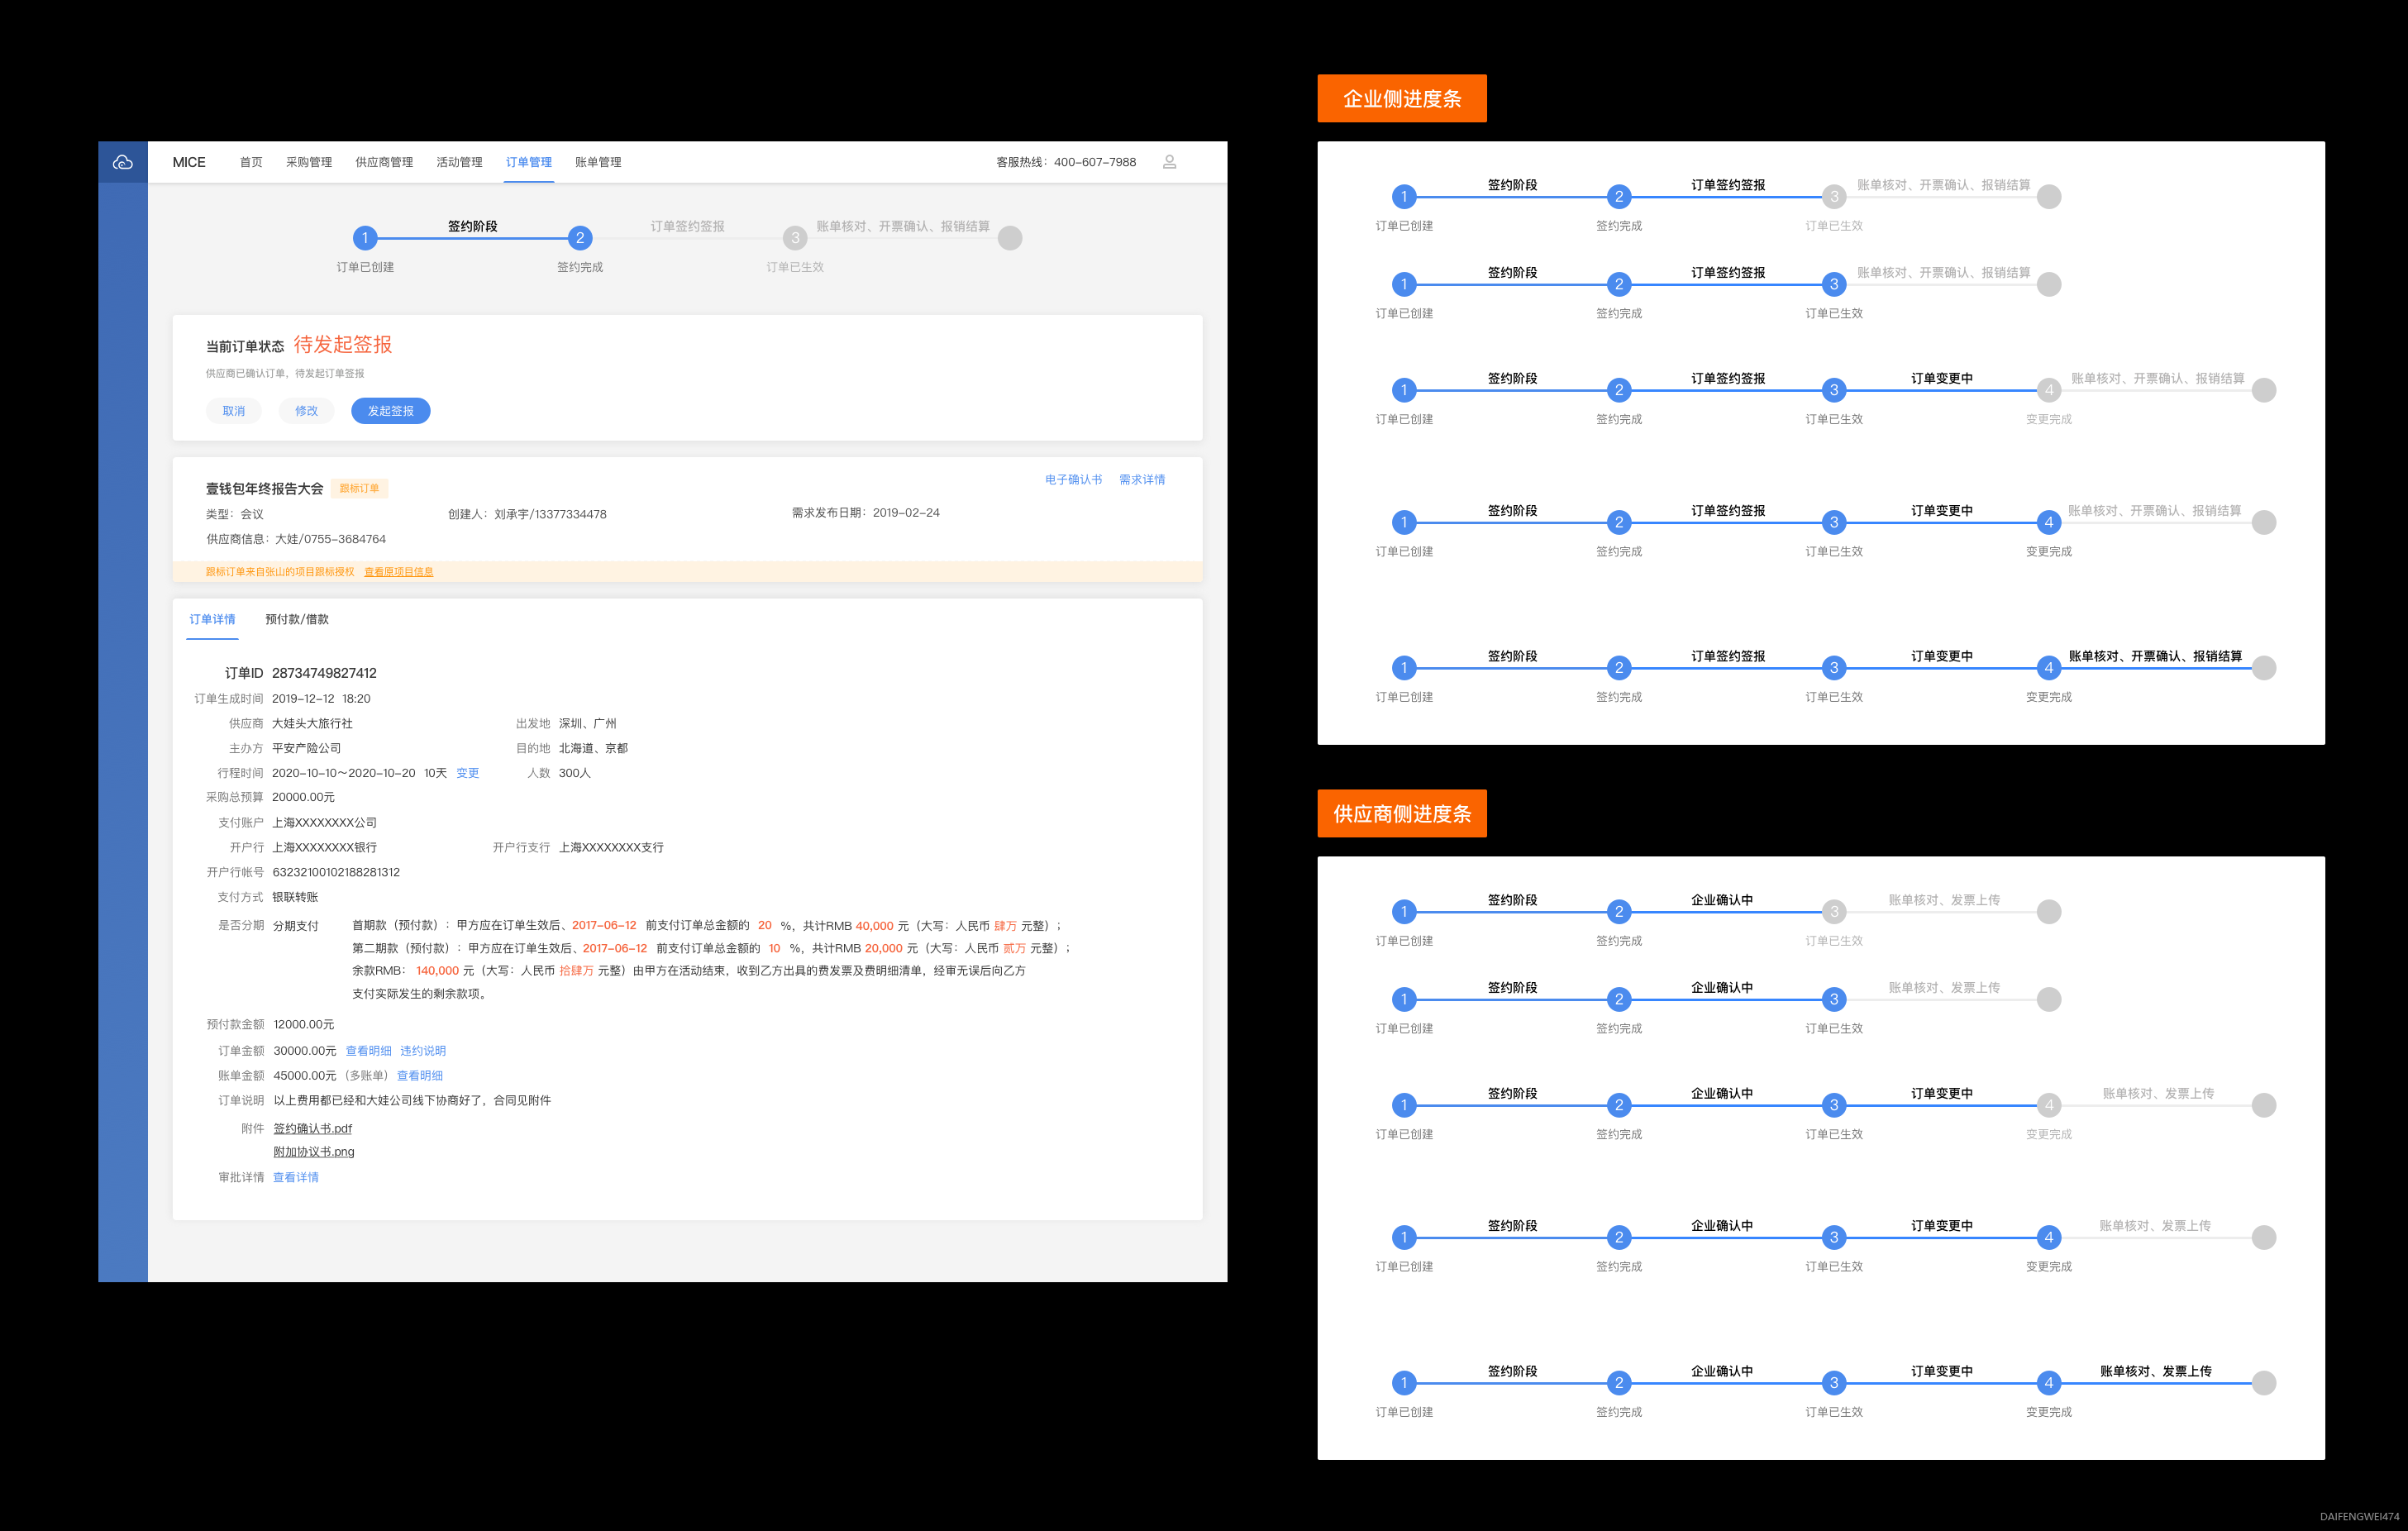 MICE 首页 采购管理 供应商管理 活动管理 订单管理 账单管理 客服热线：400-607-7988
签约阶段 订单签约签报 账单核对、开票确认、报销结算
1 2 3
订单已创建 签约完成 订单已生效
当前订单状态 待发起签报
供应商已确认订单，待发起订单签报
取消 修改 发起签报
壹钱包年终报告大会 跟标订单 电子确认书 需求详情
类型：会议 创建人：刘承宇/13377334478 需求发布日期：2019-02-24
供应商信息：大娃/0755-3684764
跟标订单来自张山的项目跟标授权 查看原项目信息
订单详情 预付款/借款
订单ID 28734749827412
订单生成时间 2019-12-12 18:20
供应商 大娃头大旅行社 出发地 深圳、广州
主办方 平安产险公司 目的地 北海道、京都
行程时间 2020-10-10～2020-10-20 10天 变更 人数 300人
采购总预算 20000.00元
支付账户 上海XXXXXXXX公司
开户行 上海XXXXXXXX银行 开户行支行 上海XXXXXXXX支行
开户行帐号 63232100102188281312
支付方式 银联转账
是否分期 分期支付 首期款（预付款）：甲方应在订单生效后、2017-06-12 前支付订单总金额的 20 %，共计RMB 40,000 元（大写：人民币 肆万 元整）；
第二期款（预付款）：甲方应在订单生效后、2017-06-12 前支付订单总金额的 10 %，共计RMB 20,000 元（大写：人民币 贰万 元整）；
余款RMB： 140,000 元（大写：人民币 拾肆万 元整）由甲方在活动结束，收到乙方出具的费发票及费明细清单，经审无误后向乙方
支付实际发生的剩余款项。
预付款金额 12000.00元
订单金额 30000.00元 查看明细 违约说明
账单金额 45000.00元（多账单） 查看明细
订单说明 以上费用都已经和大娃公司线下协商好了，合同见附件
附件 签约确认书.pdf
附加协议书.png
审批详情 查看详情
企业侧进度条
签约阶段 订单签约签报 账单核对、开票确认、报销结算
1 2 3
订单已创建 签约完成 订单已生效
签约阶段 订单签约签报 账单核对、开票确认、报销结算
1 2 3
订单已创建 签约完成 订单已生效
签约阶段 订单签约签报 订单变更中 账单核对、开票确认、报销结算
1 2 3 4
订单已创建 签约完成 订单已生效 变更完成
签约阶段 订单签约签报 订单变更中 账单核对、开票确认、报销结算
1 2 3 4
订单已创建 签约完成 订单已生效 变更完成
签约阶段 订单签约签报 订单变更中 账单核对、开票确认、报销结算
1 2 3 4
订单已创建 签约完成 订单已生效 变更完成
供应商侧进度条
签约阶段 企业确认中 账单核对、发票上传
1 2 3
订单已创建 签约完成 订单已生效
签约阶段 企业确认中 账单核对、发票上传
1 2 3
订单已创建 签约完成 订单已生效
签约阶段 企业确认中 订单变更中 账单核对、发票上传
1 2 3 4
订单已创建 签约完成 订单已生效 变更完成
签约阶段 企业确认中 订单变更中 账单核对、发票上传
1 2 3 4
订单已创建 签约完成 订单已生效 变更完成
签约阶段 企业确认中 订单变更中 账单核对、发票上传
1 2 3 4
订单已创建 签约完成 订单已生效 变更完成
DAIFENGWEI474